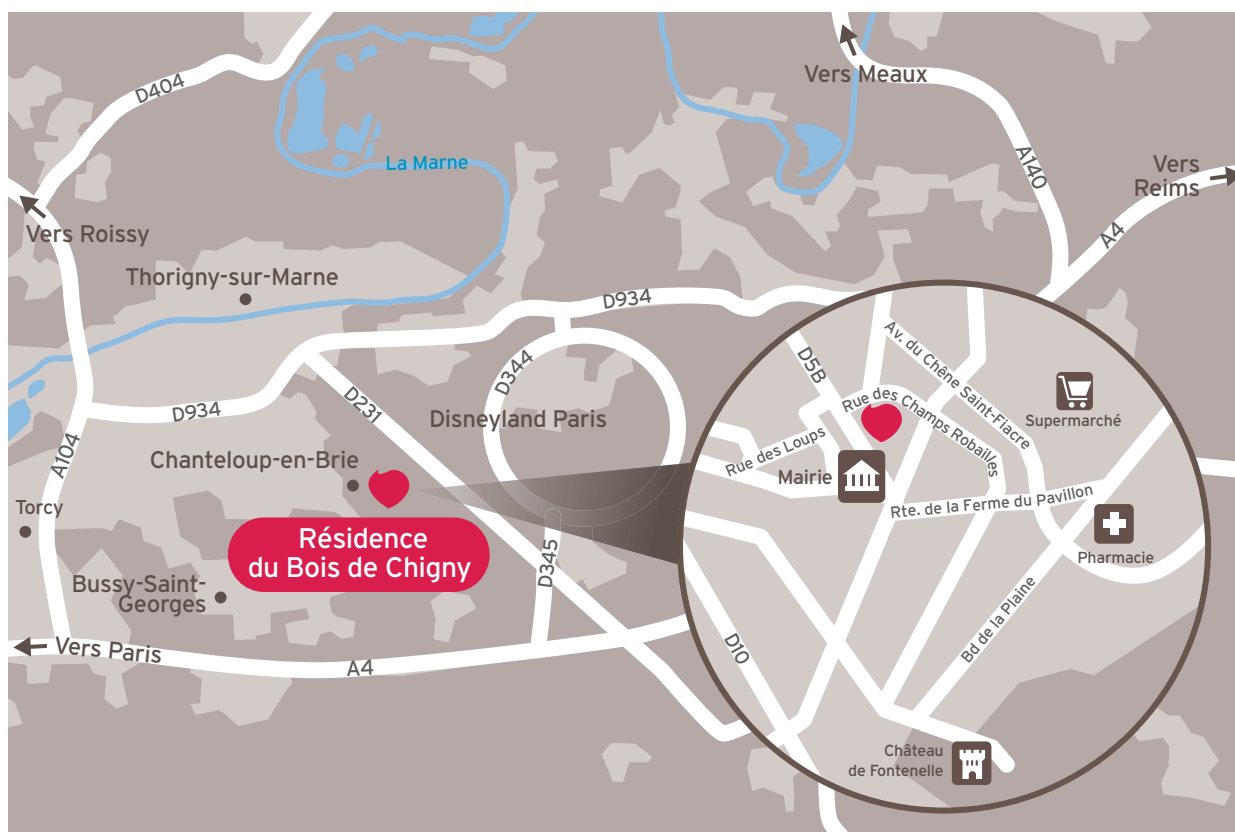 Vers Meaux
D404
La Marne
A140
Vers
Reims
A4
Vers Roissy
Thorigny-sur-Marne
D934
D344
D934
D231
Disneyland Paris
A104
Chanteloup-en-Brie
Torcy
Résidence
du Bois de Chigny
D345
Bussy-Saint-
Georges
Vers Paris
A4
D5B
Av. du Chêne Saint-Fiacre
Rue des Champs Robailles
Supermarché
Rue des Loups
Mairie
Rte. de la Ferme du Pavillon
Pharmacie
Bd de la Plaine
D10
Château
de Fontenelle